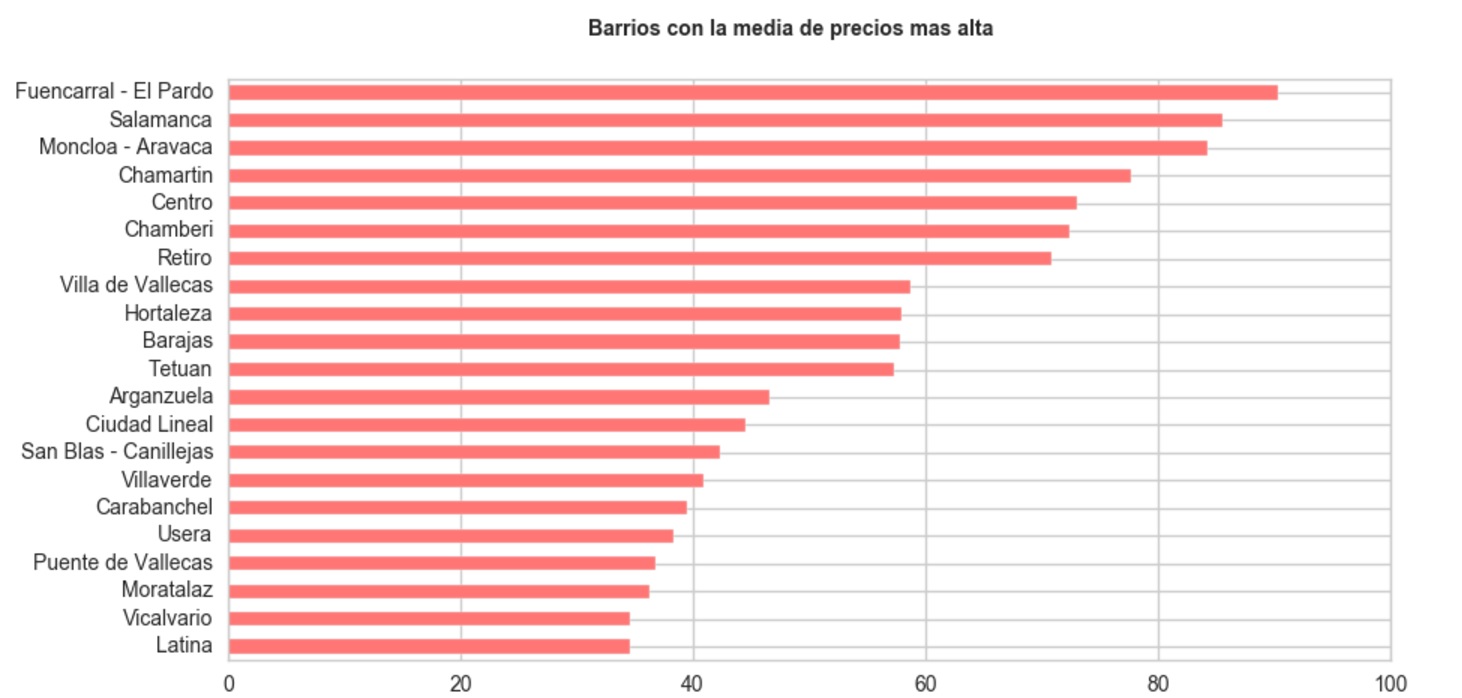 Barrios con la media de precios mas alta
Fuencarral - El Pardo
Salamanca
Moncloa - Aravaca
Chamartin
Centro
Chamberi
Retiro
Villa de Vallecas
Hortaleza
Barajas
Tetuan
Arganzuela
Ciudad Lineal
San Blas - Canillejas
Villaverde
Carabanchel
Usera
Puente de Vallecas
Moratalaz
Vicalvario
Latina
0 20 40 60 80 100